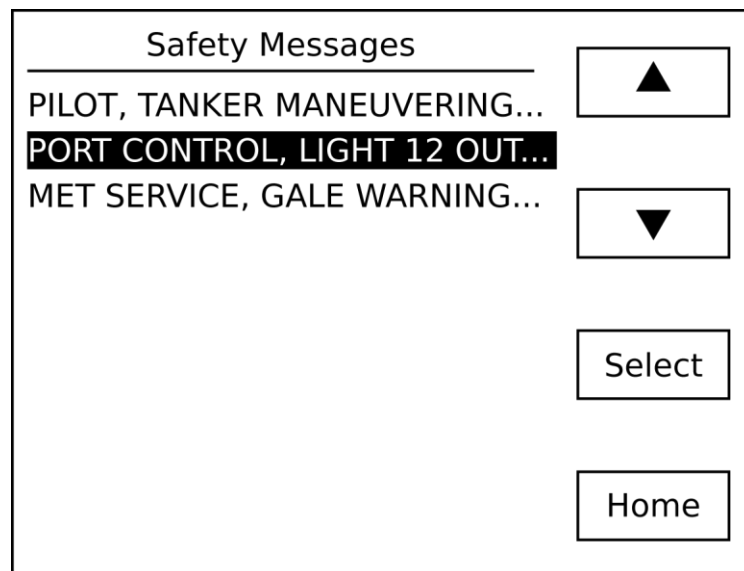 Safety Messages
PILOT, TANKER MANEUVERING...
PORT CONTROL, LIGHT 12 OUT...
MET SERVICE, GALE WARNING...
▲
▼
Select
Home